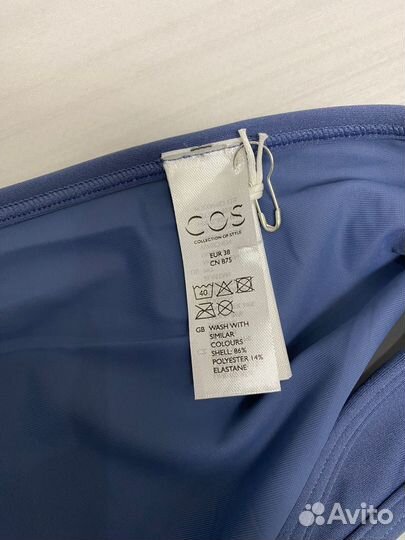 COS
COLLECTION OF STYLE
EUR 38
CN B75
40
GB WASH WITH
SIMILAR
COLOURS
SHELL: 86%
POLYESTER 14%
ELASTANE
Avito